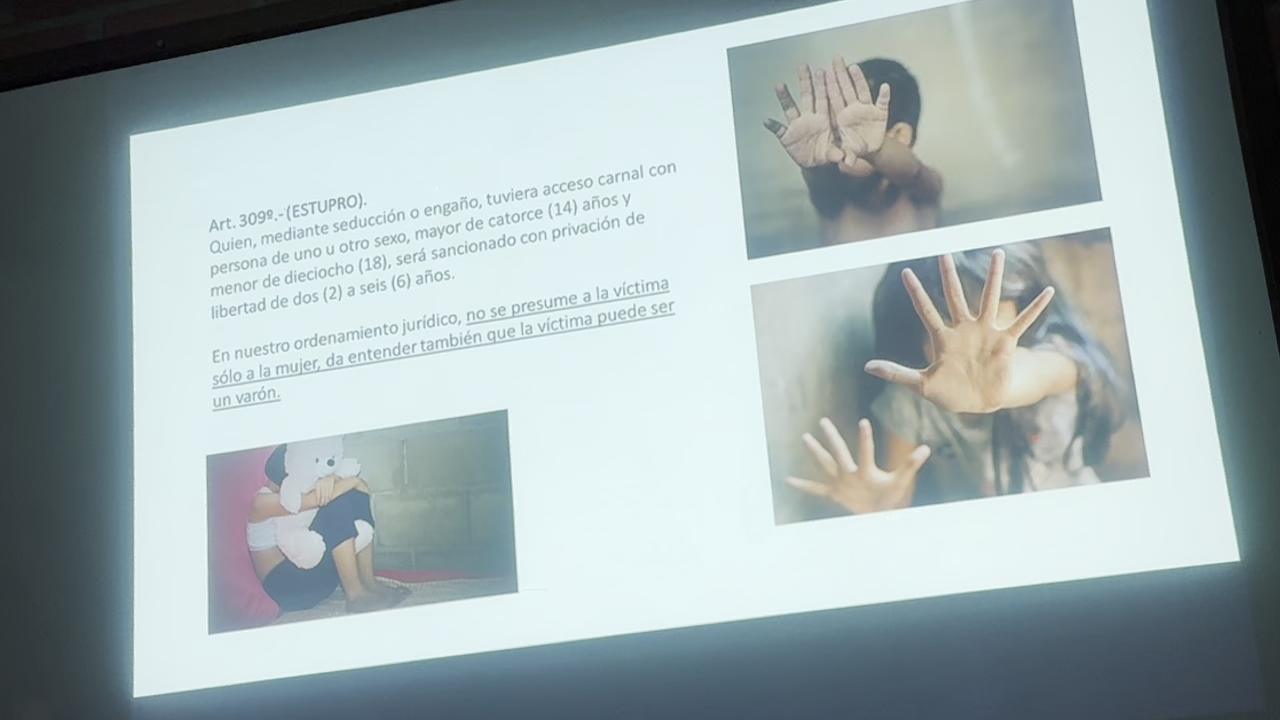 Art. 309º.- (ESTUPRO).
Quien, mediante seducción o engaño, tuviera acceso carnal con
persona de uno u otro sexo, mayor de catorce (14) años y
menor de dieciocho (18), será sancionado con privación de
libertad de dos (2) a seis (6) años.
En nuestro ordenamiento jurídico, no se presume a la víctima
sólo a la mujer, da entender también que la víctima puede ser
un varón.